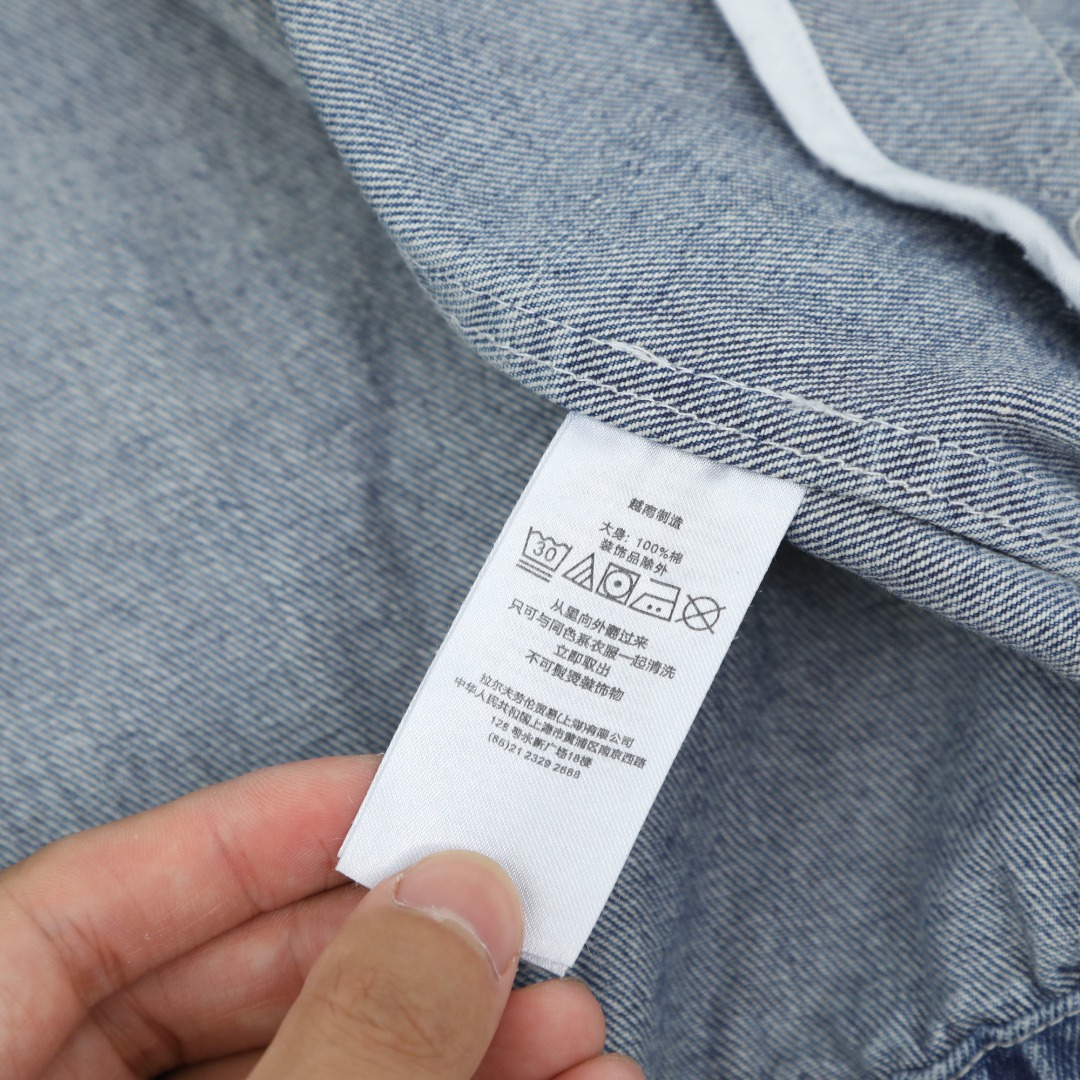 越南制造
大身: 100%棉
装饰品除外
30
从里向外翻过来
只可与同色系衣服一起清洗
立即取出
不可熨烫装饰物
拉尔夫劳伦贸易(上海)有限公司
中华人民共和国上海市黄浦区南京西路
128 号永新广场18楼
(86)21 2329 2688